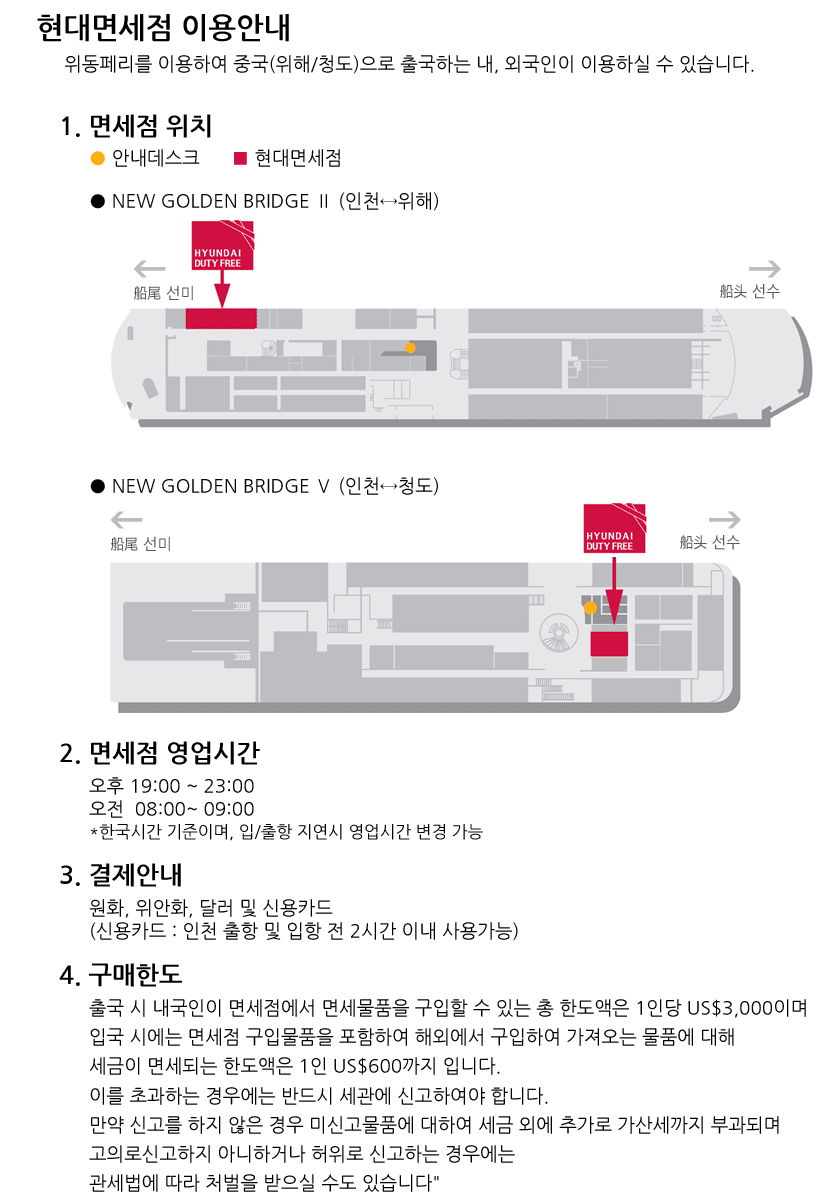 현대면세점 이용안내
위동페리를 이용하여 중국(위해/청도)으로 출국하는 내, 외국인이 이용하실 수 있습니다.
1. 면세점 위치
안내데스크 현대면세점
● NEW GOLDEN BRIDGE Ⅱ (인천↔위해)
HYUNDAI
DUTY FREE
船尾 선미
船头 선수
● NEW GOLDEN BRIDGE Ⅴ (인천↔청도)
HYUNDAI
DUTY FREE
船尾 선미
船头 선수
2. 면세점 영업시간
오후 19:00 ~ 23:00
오전 08:00~ 09:00
*한국시간 기준이며, 입/출항 지연시 영업시간 변경 가능
3. 결제안내
원화, 위안화, 달러 및 신용카드
(신용카드 : 인천 출항 및 입항 전 2시간 이내 사용가능)
4. 구매한도
출국 시 내국인이 면세점에서 면세물품을 구입할 수 있는 총 한도액은 1인당 US$3,000이며
입국 시에는 면세점 구입물품을 포함하여 해외에서 구입하여 가져오는 물품에 대해
세금이 면세되는 한도액은 1인 US$600까지 입니다.
이를 초과하는 경우에는 반드시 세관에 신고하여야 합니다.
만약 신고를 하지 않은 경우 미신고물품에 대하여 세금 외에 추가로 가산세까지 부과되며
고의로신고하지 아니하거나 허위로 신고하는 경우에는
관세법에 따라 처벌을 받으실 수도 있습니다"